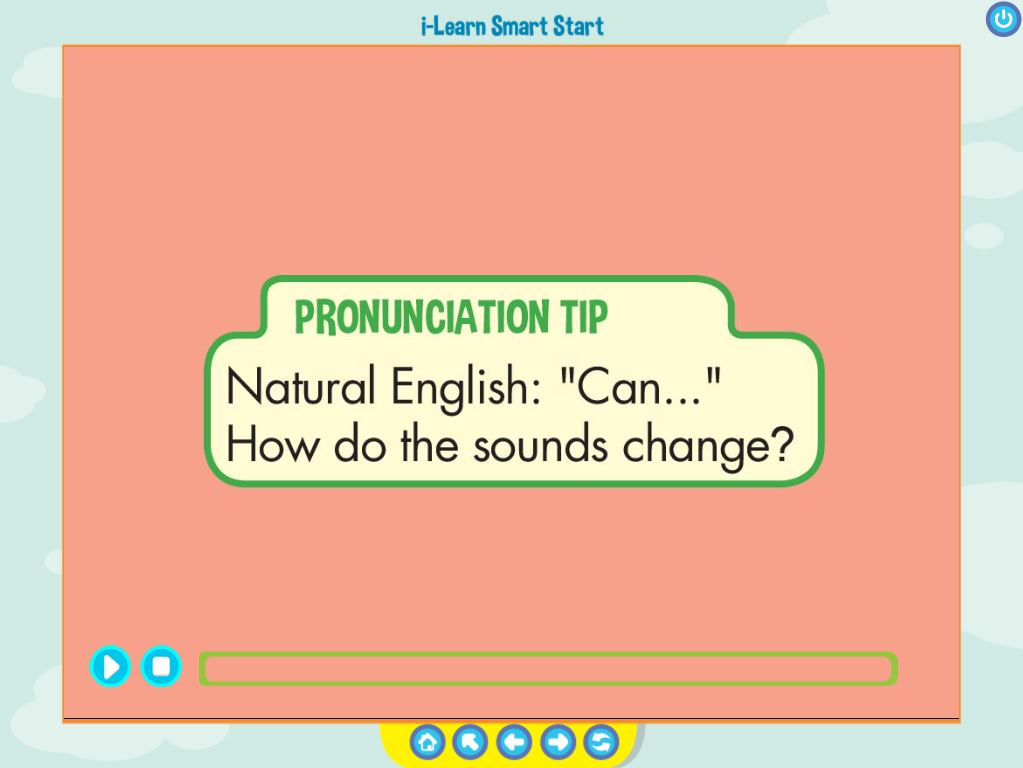 i-Learn Smart Start
PRONUNCIATION TIP
Natural English: "Can..."
How do the sounds change?